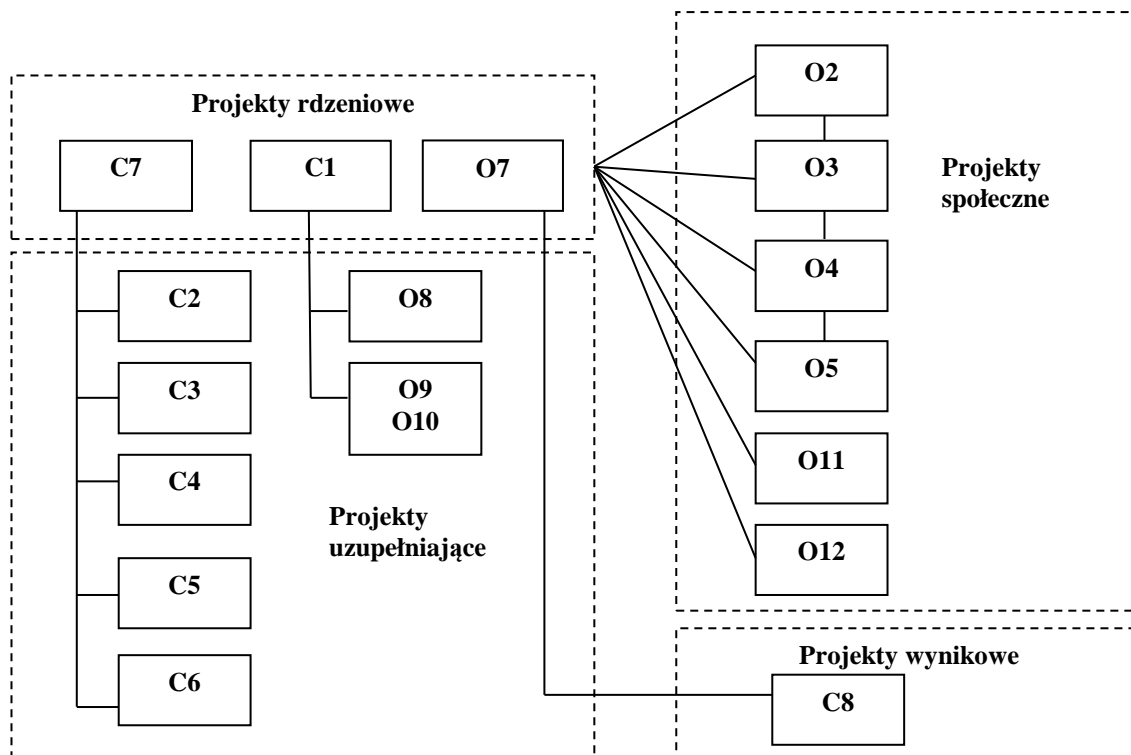 Projekty rdzeniowe
C7
C1
O7
C2
C3
C4
C5
C6
O8
O9
O10
Projekty
uzupełniające
O2
O3
O4
O5
O11
O12
Projekty
społeczne
Projekty wynikowe
C8